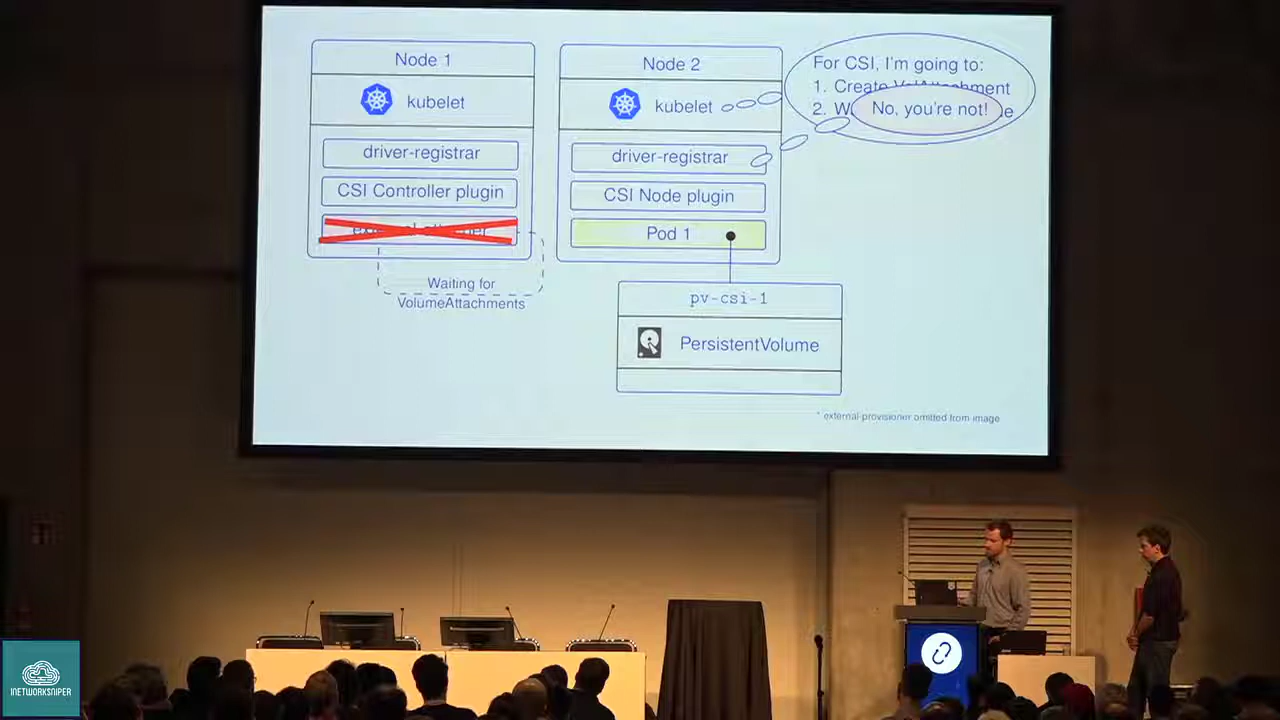 Node 1
kubelet
driver-registrar
CSI Controller plugin
Waiting for
VolumeAttachments
Node 2
kubelet
driver-registrar
CSI Node plugin
Pod 1
pv-csi-1
PersistentVolume
For CSI, I'm going to:
1. Create
2.
No, you're not!
* external-provisioner omitted from image
INETWORKSNIPER